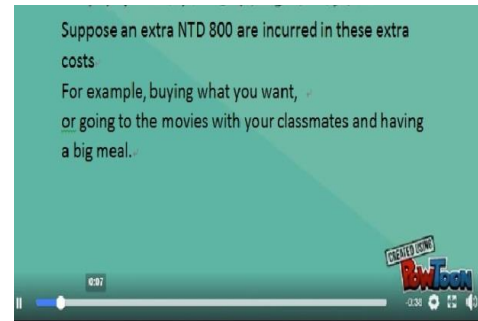 Suppose an extra NTD 800 are incurred in these extra
costs
For example, buying what you want,
or going to the movies with your classmates and having
a big meal.
CREATED USING
POWTOON
0:07
-0:38